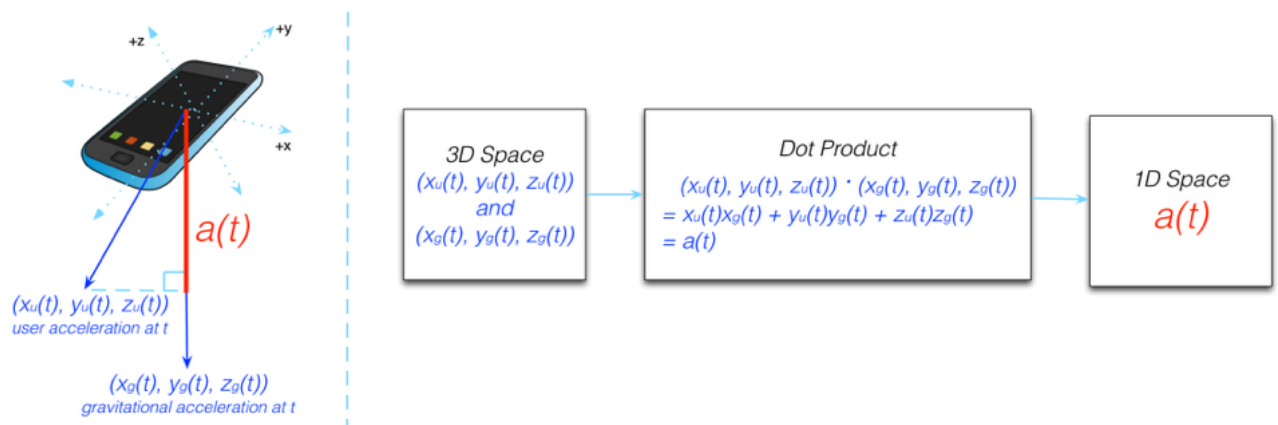 +z
+y
+x
a(t)
(xu(t), yu(t), zu(t))
user acceleration at t
(xg(t), yg(t), zg(t))
gravitational acceleration at t
3D Space
(xu(t), yu(t), zu(t))
and
(xg(t), yg(t), zg(t))
Dot Product
(xu(t), yu(t), zu(t)) · (xg(t), yg(t), zg(t))
= xu(t)xg(t) + yu(t)yg(t) + zu(t)zg(t)
= a(t)
1D Space
a(t)